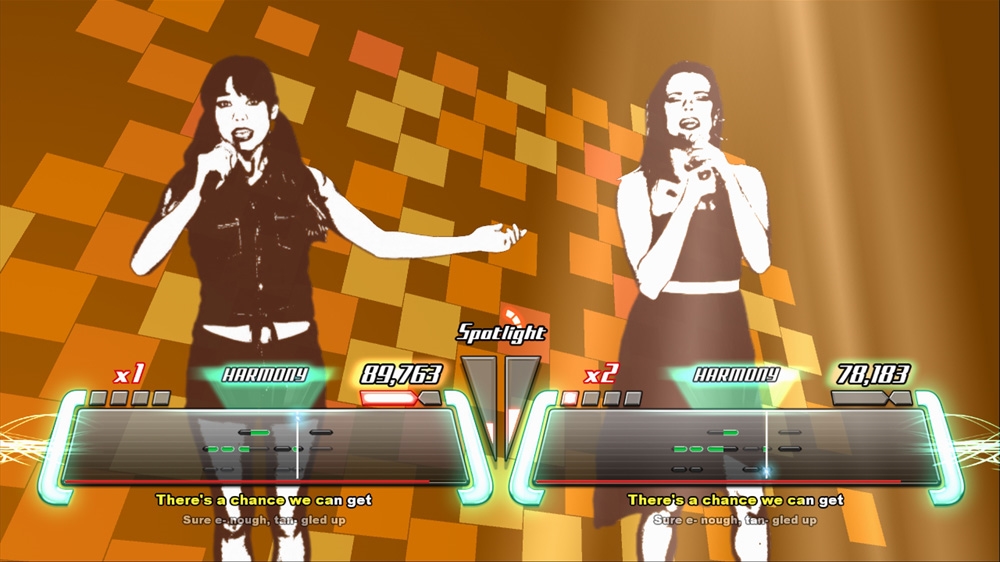 Spotlight
x1
HARMONY
89,763
x2
HARMONY
78,183
There's a chance we can get
Sure e- nough, tan- gled up
There's a chance we can get
Sure e- nough, tan- gled up